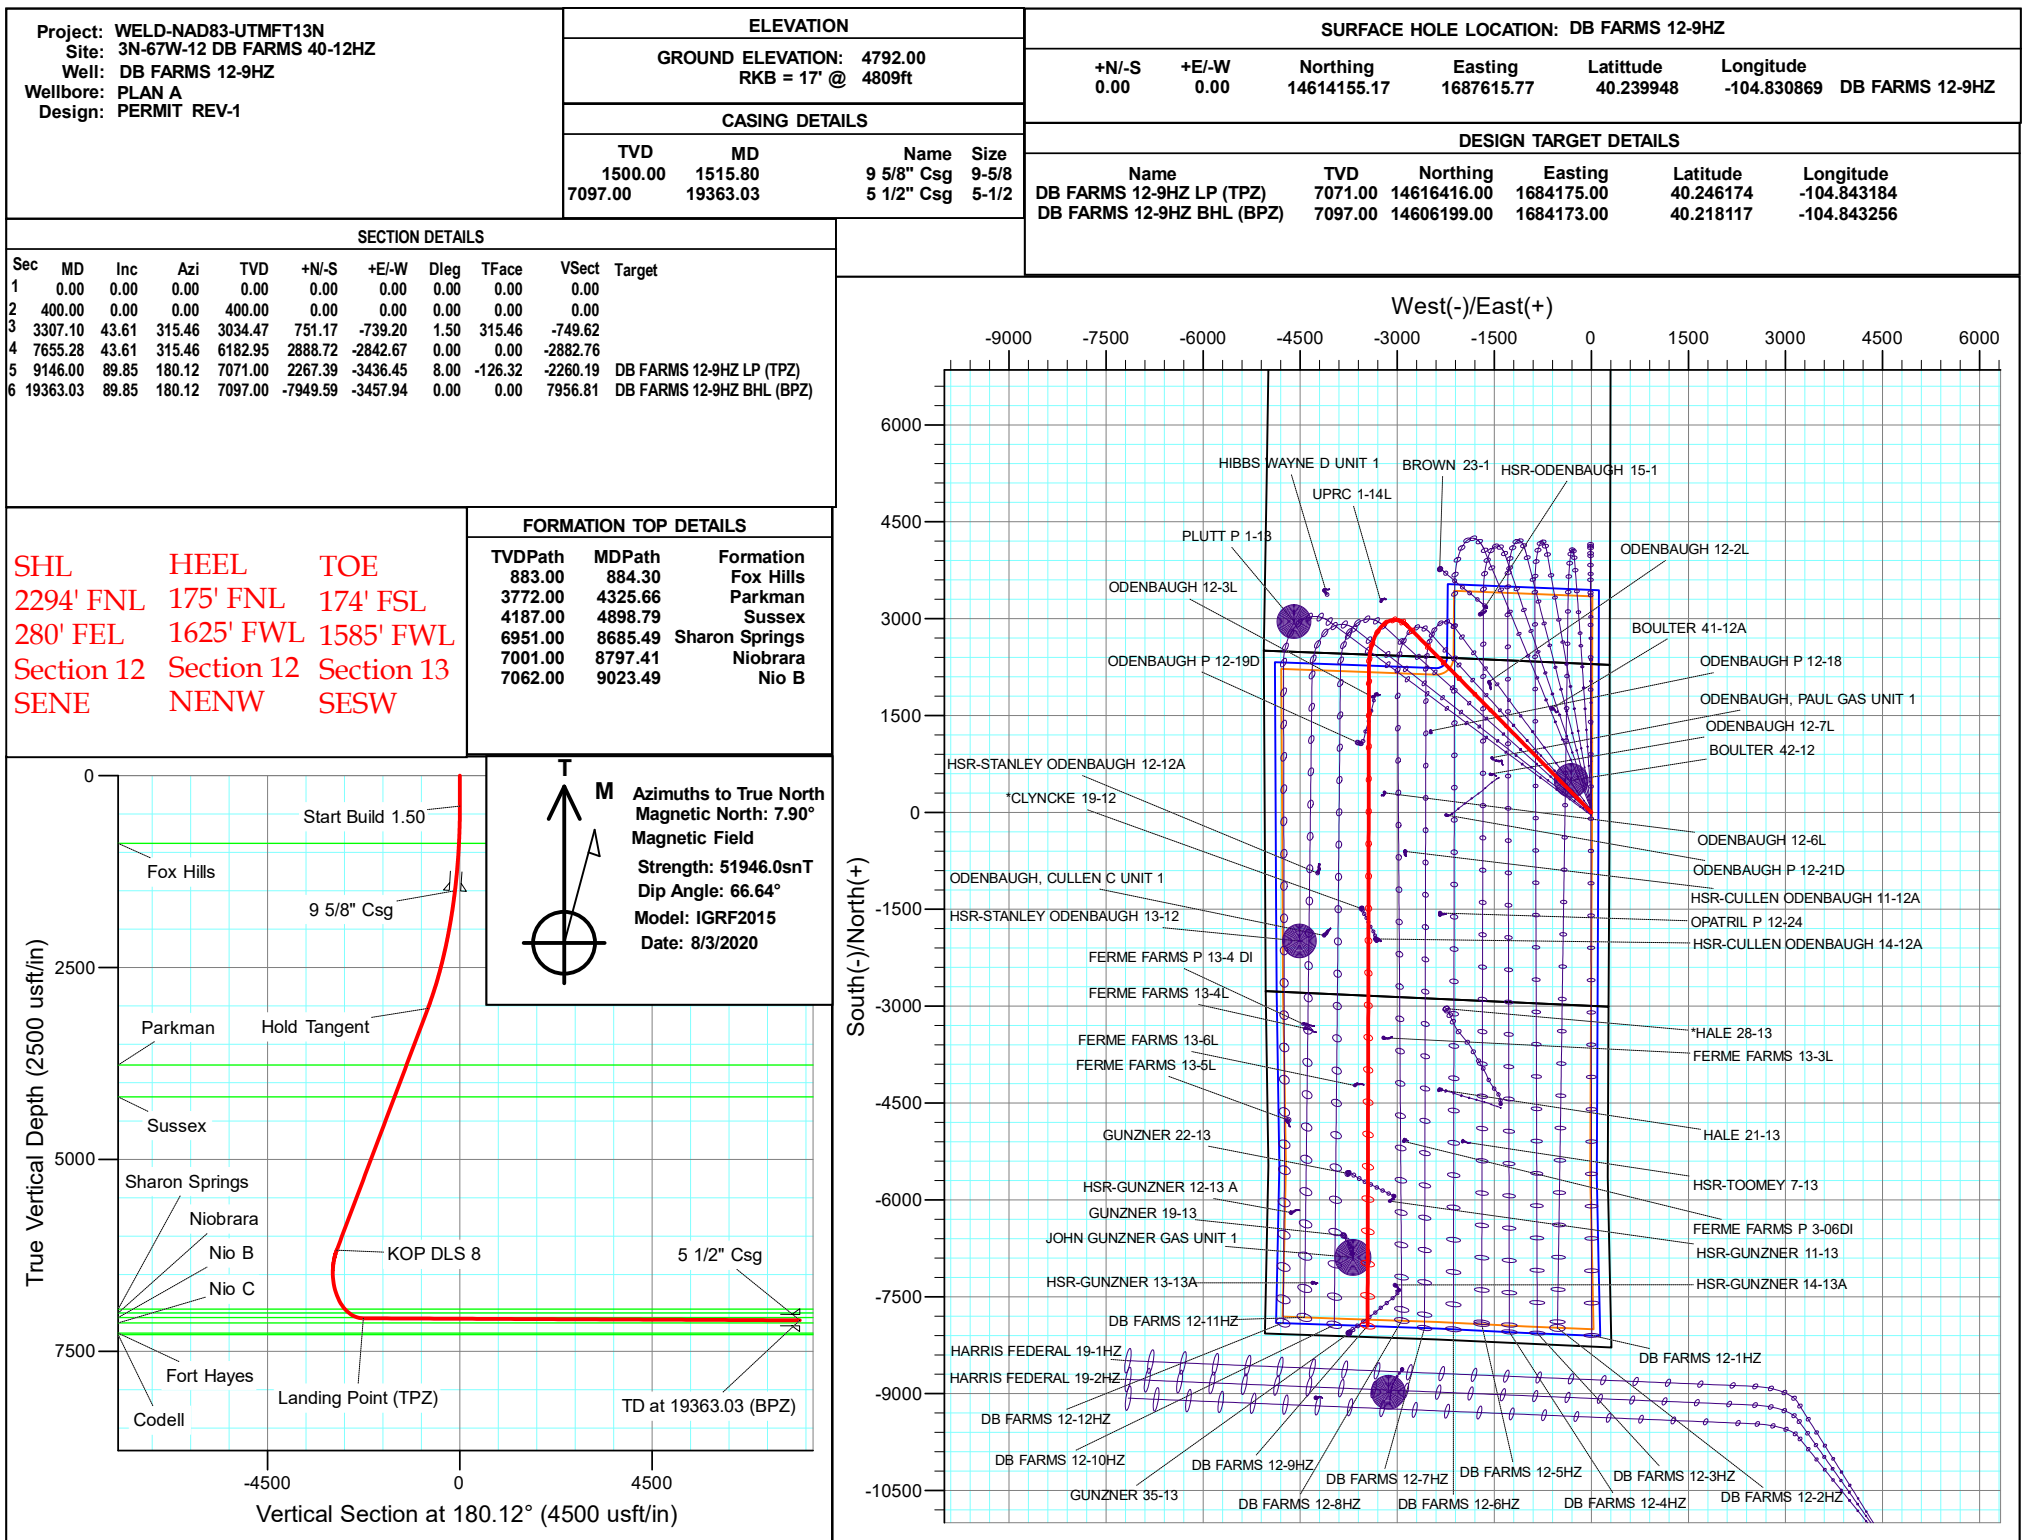 Project: WELD-NAD83-UTMFT13N
Site: 3N-67W-12 DB FARMS 40-12HZ
Well: DB FARMS 12-9HZ
Wellbore: PLAN A
Design: PERMIT REV-1
ELEVATION
GROUND ELEVATION: 4792.00
RKB = 17' @ 4809ft
CASING DETAILS
TVD MD Name Size
1500.00 1515.80 9 5/8" Csg 9-5/8
7097.00 19363.03 5 1/2" Csg 5-1/2
SURFACE HOLE LOCATION: DB FARMS 12-9HZ
+N/-S +E/-W Northing Easting Latittude Longitude
0.00 0.00 14614155.17 1687615.77 40.239948 -104.830869 DB FARMS 12-9HZ
DESIGN TARGET DETAILS
Name TVD Northing Easting Latitude Longitude
DB FARMS 12-9HZ LP (TPZ) 7071.00 14616416.00 1684175.00 40.246174 -104.843184
DB FARMS 12-9HZ BHL (BPZ) 7097.00 14606199.00 1684173.00 40.218117 -104.843256
SECTION DETAILS
Sec MD Inc Azi TVD +N/-S +E/-W Dleg TFace VSect Target
1 0.00 0.00 0.00 0.00 0.00 0.00 0.00 0.00 0.00
2 400.00 0.00 0.00 400.00 0.00 0.00 0.00 0.00 0.00
3 3307.10 43.61 315.46 3034.47 751.17 -739.20 1.50 315.46 -749.62
4 7655.28 43.61 315.46 6182.95 2888.72 -2842.67 0.00 0.00 -2882.76
5 9146.00 89.85 180.12 7071.00 2267.39 -3436.45 8.00 -126.32 -2260.19 DB FARMS 12-9HZ LP (TPZ)
6 19363.03 89.85 180.12 7097.00 -7949.59 -3457.94 0.00 0.00 7956.81 DB FARMS 12-9HZ BHL (BPZ)
SHL HEEL TOE
2294' FNL 175' FNL 174' FSL
280' FEL 1625' FWL 1585' FWL
Section 12 Section 12 Section 13
SENE NENW SESW
FORMATION TOP DETAILS
TVDPath MDPath Formation
883.00 884.30 Fox Hills
3772.00 4325.66 Parkman
4187.00 4898.79 Sussex
6951.00 8685.49 Sharon Springs
7001.00 8797.41 Niobrara
7062.00 9023.49 Nio B
T
M
Azimuths to True North
Magnetic North: 7.90°
Magnetic Field
Strength: 51946.0snT
Dip Angle: 66.64°
Model: IGRF2015
Date: 8/3/2020
True Vertical Depth (2500 usft/in)
0
2500
5000
7500
Start Build 1.50
Fox Hills
9 5/8" Csg
Parkman
Hold Tangent
Sussex
Sharon Springs
Niobrara
Nio B
KOP DLS 8
5 1/2" Csg
Nio C
Fort Hayes
Landing Point (TPZ)
TD at 19363.03 (BPZ)
Codell
-4500 0 4500
Vertical Section at 180.12° (4500 usft/in)
West(-)/East(+)
-9000 -7500 -6000 -4500 -3000 -1500 0 1500 3000 4500 6000
South(-)/North(+)
6000
4500
3000
1500
0
-1500
-3000
-4500
-6000
-7500
-9000
-10500
HIBBS WAYNE D UNIT 1
BROWN 23-1
HSR-ODENBAUGH 15-1
UPRC 1-14L
PLUTT P 1-13
ODENBAUGH 12-2L
ODENBAUGH 12-3L
BOULTER 41-12A
ODENBAUGH P 12-19D
ODENBAUGH P 12-18
ODENBAUGH, PAUL GAS UNIT 1
ODENBAUGH 12-7L
BOULTER 42-12
HSR-STANLEY ODENBAUGH 12-12A
*CLYNCKE 19-12
ODENBAUGH 12-6L
ODENBAUGH P 12-21D
ODENBAUGH, CULLEN C UNIT 1
HSR-CULLEN ODENBAUGH 11-12A
HSR-STANLEY ODENBAUGH 13-12
OPATRIL P 12-24
HSR-CULLEN ODENBAUGH 14-12A
FERME FARMS P 13-4 DI
FERME FARMS 13-4L
*HALE 28-13
FERME FARMS 13-6L
FERME FARMS 13-3L
FERME FARMS 13-5L
GUNZNER 22-13
HALE 21-13
HSR-GUNZNER 12-13 A
HSR-TOOMEY 7-13
GUNZNER 19-13
FERME FARMS P 3-06DI
JOHN GUNZNER GAS UNIT 1
HSR-GUNZNER 11-13
HSR-GUNZNER 13-13A
HSR-GUNZNER 14-13A
DB FARMS 12-11HZ
HARRIS FEDERAL 19-1HZ
DB FARMS 12-1HZ
HARRIS FEDERAL 19-2HZ
DB FARMS 12-12HZ
DB FARMS 12-10HZ
DB FARMS 12-9HZ
DB FARMS 12-7HZ
DB FARMS 12-5HZ
DB FARMS 12-3HZ
GUNZNER 35-13
DB FARMS 12-8HZ
DB FARMS 12-6HZ
DB FARMS 12-4HZ
DB FARMS 12-2HZ